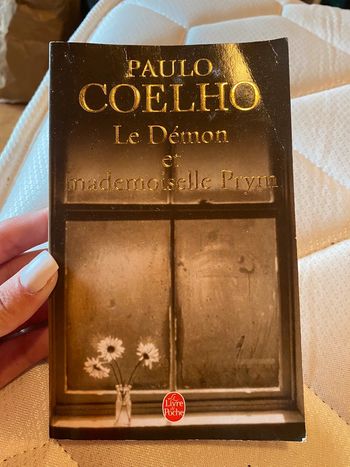 PAULO
COELHO
Le Démon
et
mademoiselle Prym
Le
Livre
de
Poche